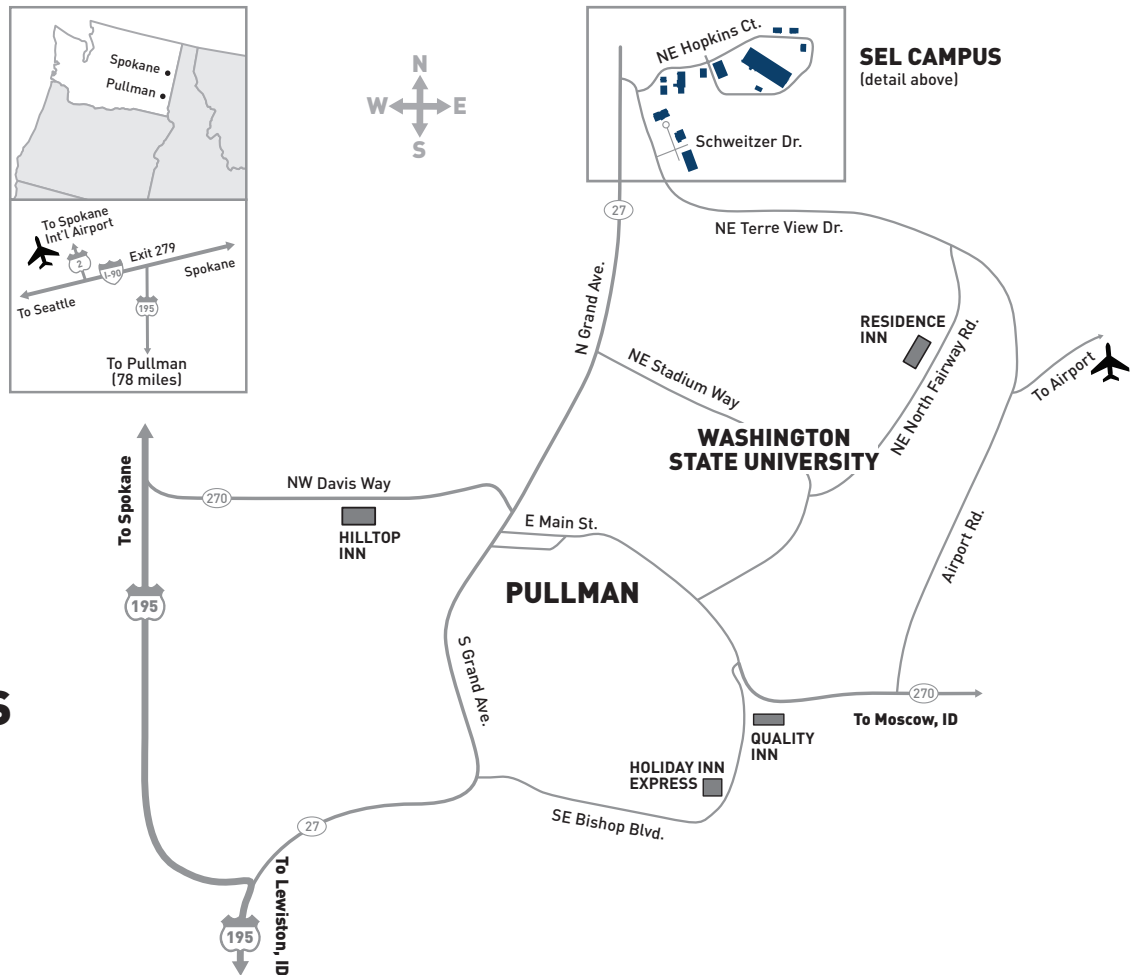 Spokane
Pullman
To Spokane
Int'l Airport
2
I-90
Exit 279
Spokane
To Seattle
195
To Pullman
(78 miles)
N
W
E
S
NE Hopkins Ct.
Schweitzer Dr.
SEL CAMPUS
(detail above)
27
NE Terre View Dr.
N Grand Ave.
NE Stadium Way
RESIDENCE
INN
NE North Fairway Rd.
To Airport
WASHINGTON
STATE UNIVERSITY
To Spokane
270
NW Davis Way
HILLTOP
INN
E Main St.
PULLMAN
Airport Rd.
195
S Grand Ave.
S
270
To Moscow, ID
QUALITY
INN
HOLIDAY INN
EXPRESS
SE Bishop Blvd.
27
To Lewiston, ID
195